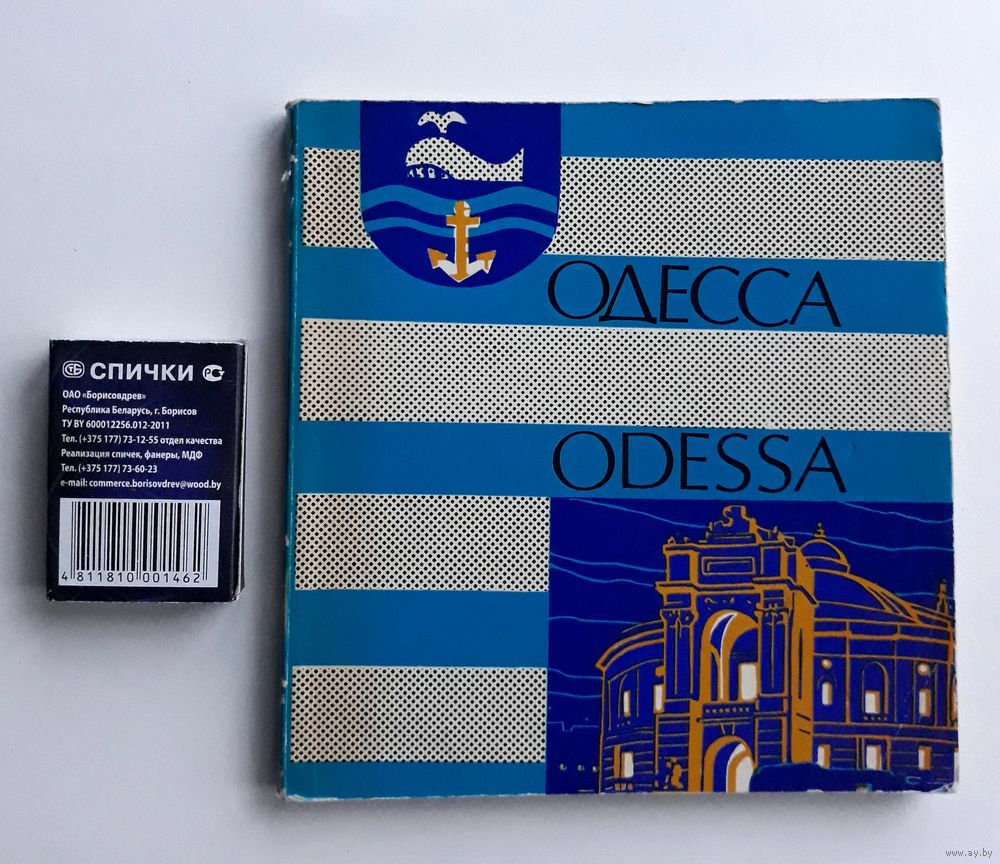 СПИЧКИ
ОАО «Борисовдрев»
Республика Беларусь, г. Борисов
ТУ BY 600012256.012-2011
Тел. (+375 177) 73-12-55 отдел качества
Реализация спичек, фанеры, МДФ
Тел. (+375 177) 73-60-23
e-mail: commerce.borisovdrev@wood.by
4 811810 001462
ОДЕССА
ODESSA
www.ay.by